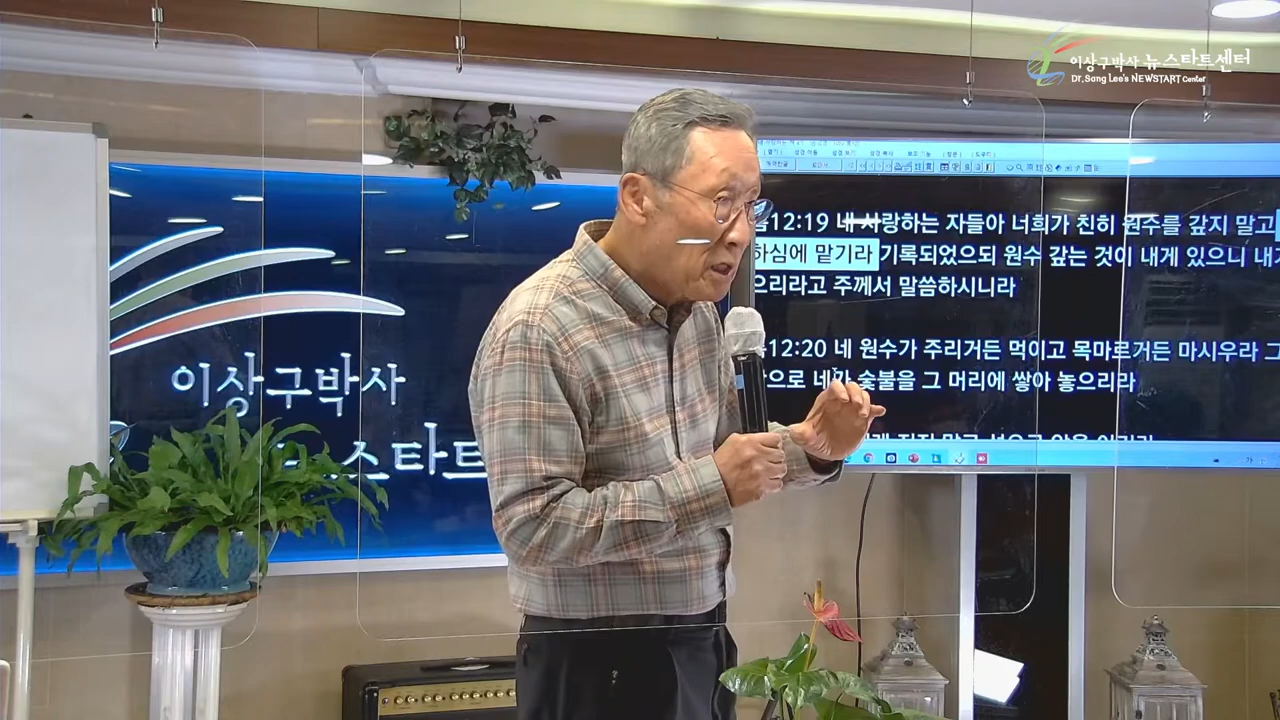 이상구박사 뉴스타트센터
Dr. Sang Lee's NEWSTART Center
12:19 내 사랑하는 자들아 너희가 친히 원수를 갚지 말고
하심에 맡기라 기록되었으되 원수 갚는 것이 내게 있으니 내가
으리라고 주께서 말씀하시니라
12:20 네 원수가 주리거든 먹이고 목마르거든 마시우라 그
으로 네가 숯불을 그 머리에 쌓아 놓으리라
이상구박사
스타트